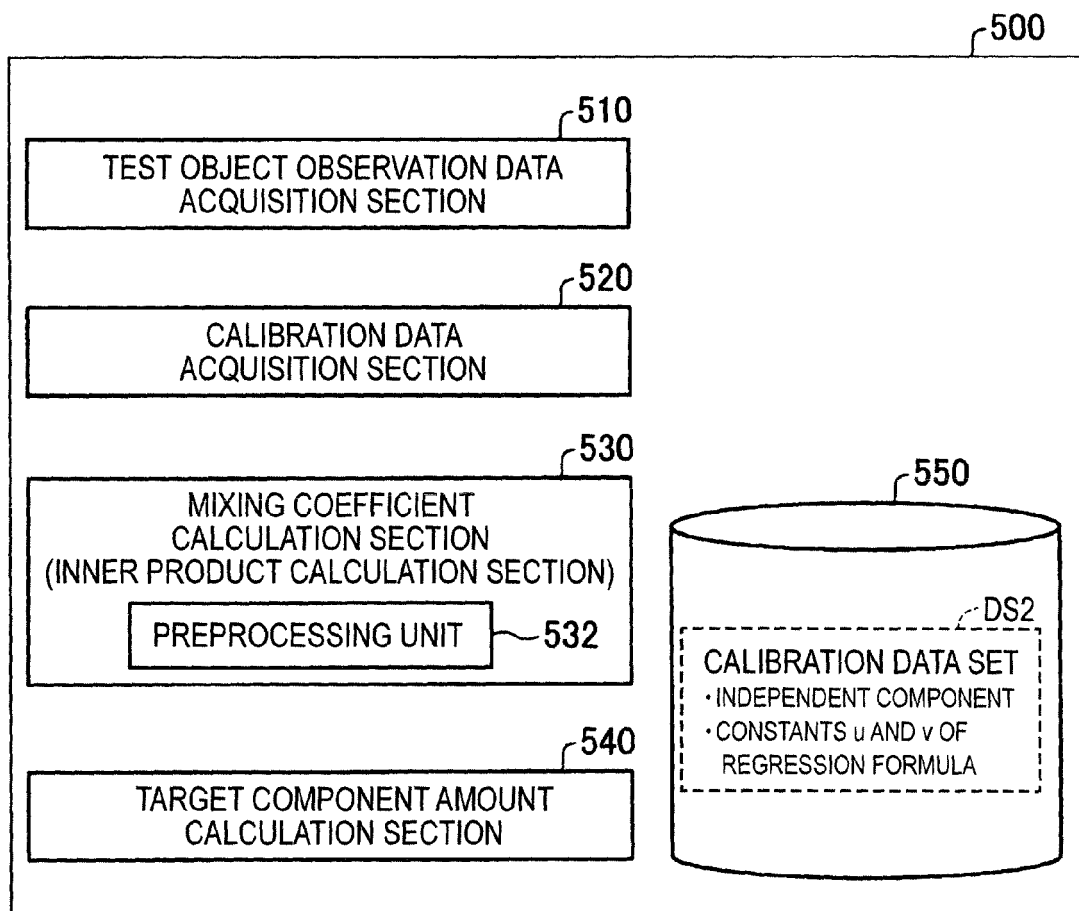 500
510
TEST OBJECT OBSERVATION DATA
ACQUISITION SECTION
520
CALIBRATION DATA
ACQUISITION SECTION
530
MIXING COEFFICIENT
CALCULATION SECTION
(INNER PRODUCT CALCULATION SECTION)
PREPROCESSING UNIT
532
540
TARGET COMPONENT AMOUNT
CALCULATION SECTION
550
DS2
CALIBRATION DATA SET
・INDEPENDENT COMPONENT
・CONSTANTS u AND v OF
REGRESSION FORMULA